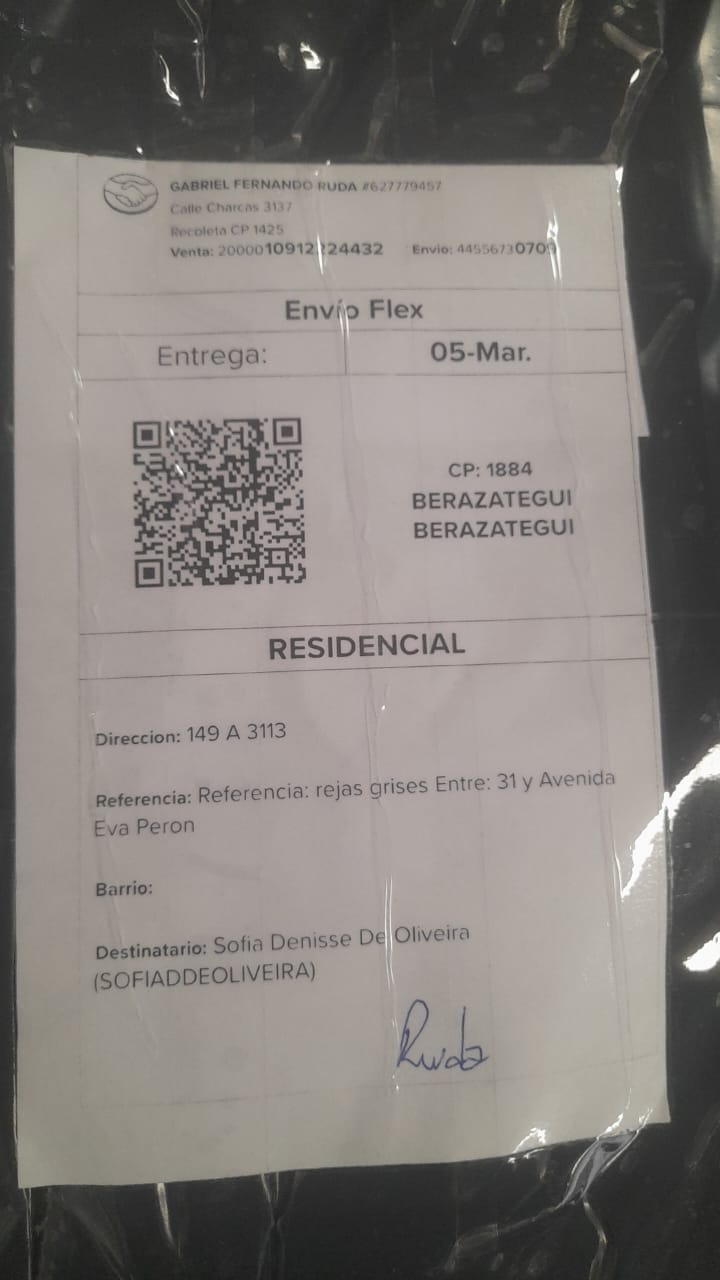 GABRIEL FERNANDO RUDA #627779457
Calle Charcas 3137
Recoleta CP 1425
Venta: 2000010912224432 Envio: 44556730709
Envío Flex
Entrega: 05-Mar.
CP: 1884
BERAZATEGUI
BERAZATEGUI
RESIDENCIAL
Direccion: 149 A 3113
Referencia: Referencia: rejas grises Entre: 31 y Avenida
Eva Peron
Barrio:
Destinatario: Sofia Denisse De Oliveira
(SOFIADDEOLIVEIRA)
Ruda